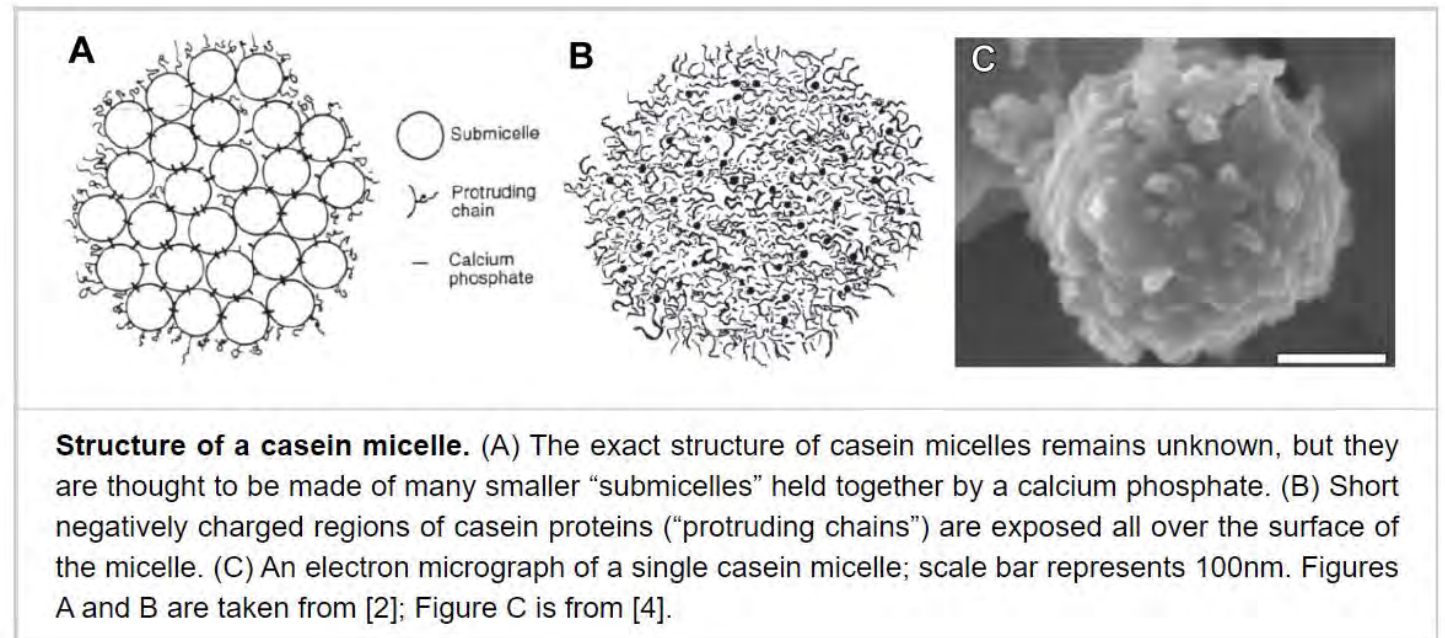 A
B
C
Submicelle
Protruding
chain
Calcium
phosphate
Structure of a casein micelle. (A) The exact structure of casein micelles remains unknown, but they
are thought to be made of many smaller “submicelles” held together by a calcium phosphate. (B) Short
negatively charged regions of casein proteins (“protruding chains”) are exposed all over the surface of
the micelle. (C) An electron micrograph of a single casein micelle; scale bar represents 100nm. Figures
A and B are taken from [2]; Figure C is from [4].